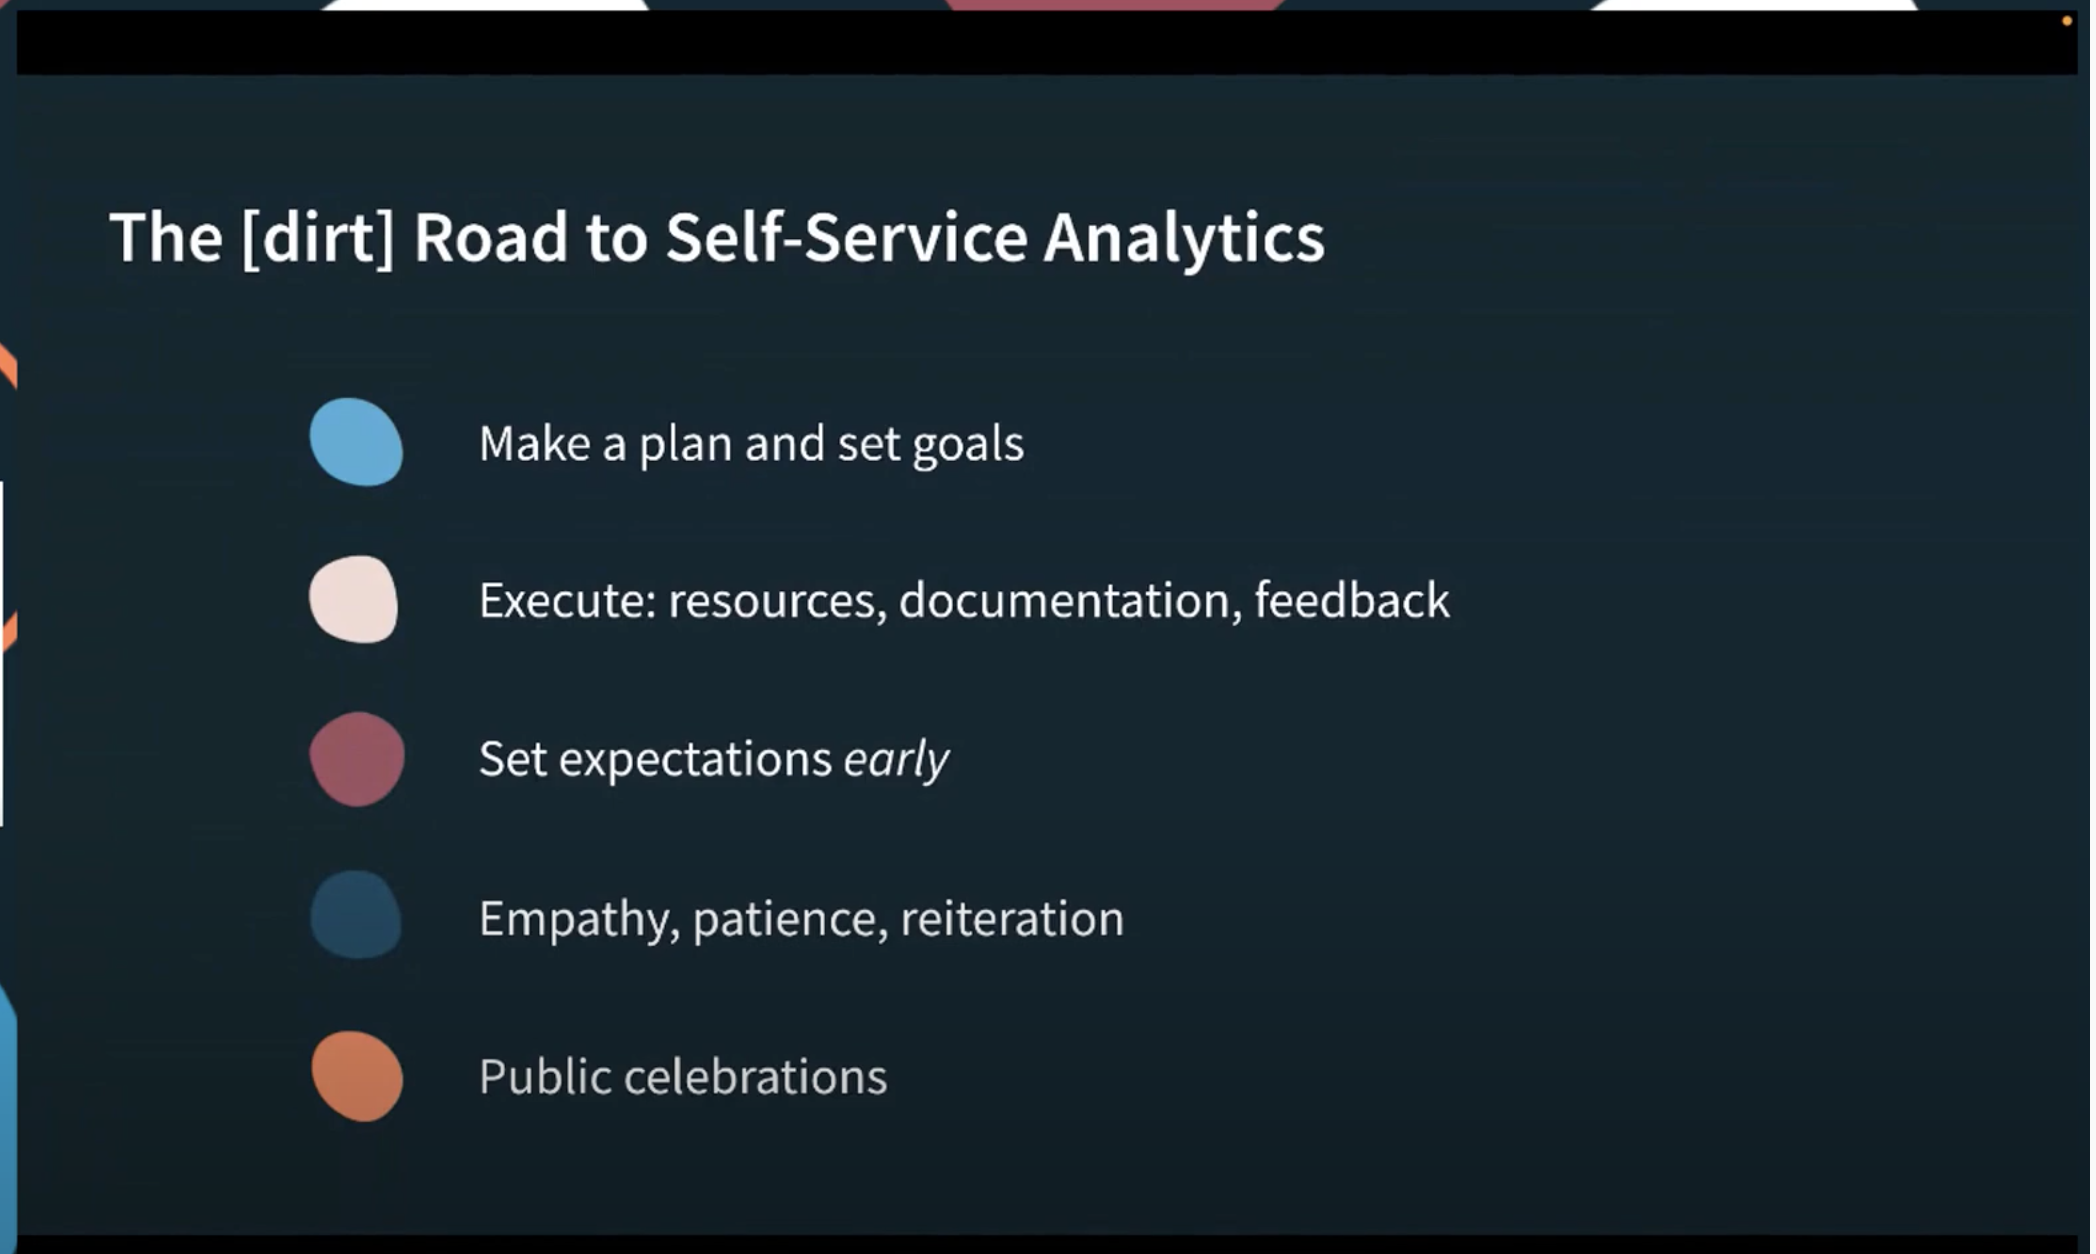 The [dirt] Road to Self-Service Analytics
Make a plan and set goals
Execute: resources, documentation, feedback
Set expectations early
Empathy, patience, reiteration
Public celebrations